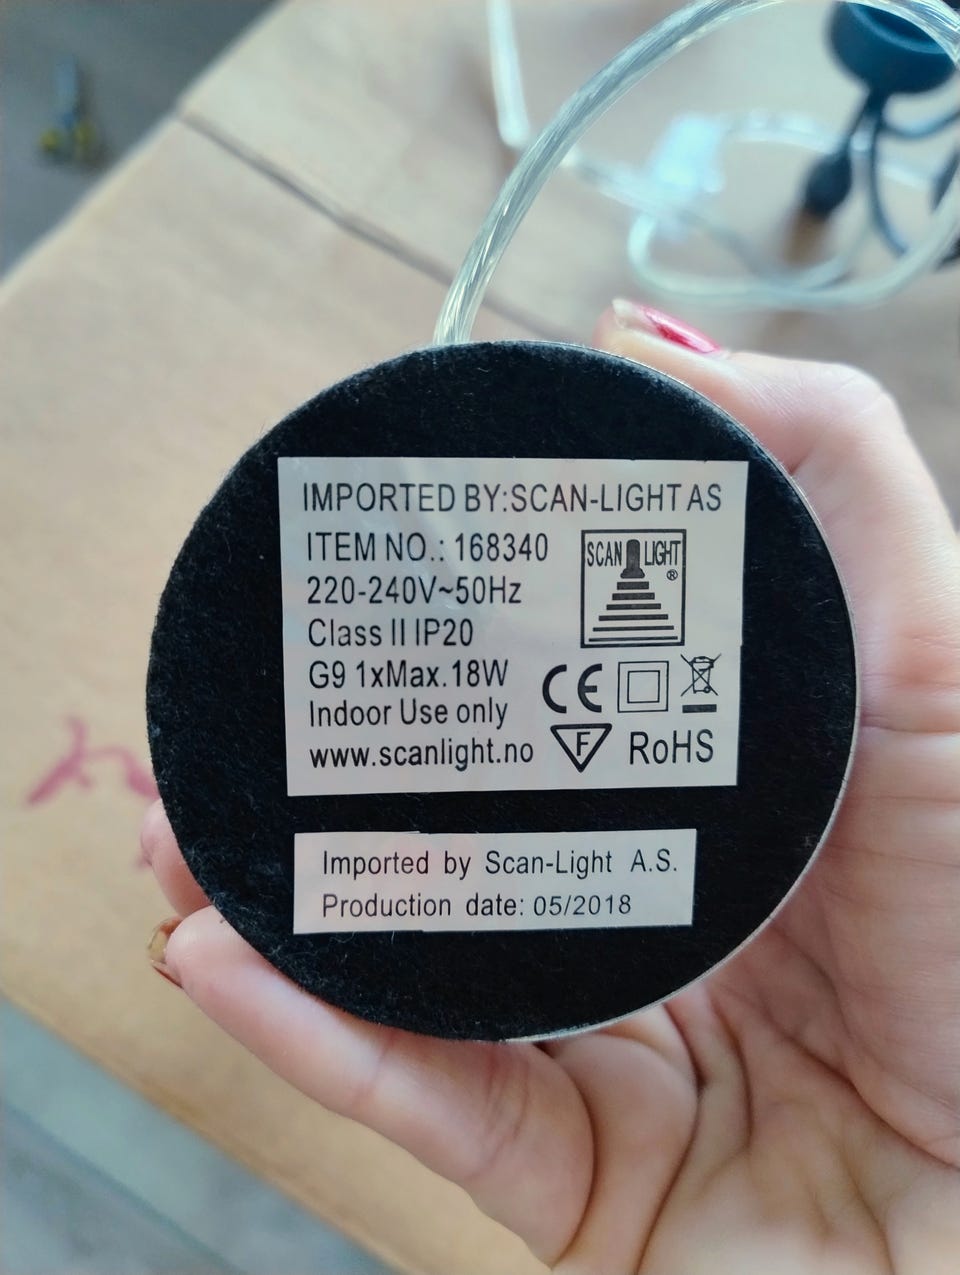 IMPORTED BY:SCAN-LIGHT AS
ITEM NO.: 168340
220-240V~50Hz
Class II IP20
G9 1xMax.18W
Indoor Use only
www.scanlight.no
SCAN LIGHT
®
CE
F
RoHS
Imported by Scan-Light A.S.
Production date: 05/2018